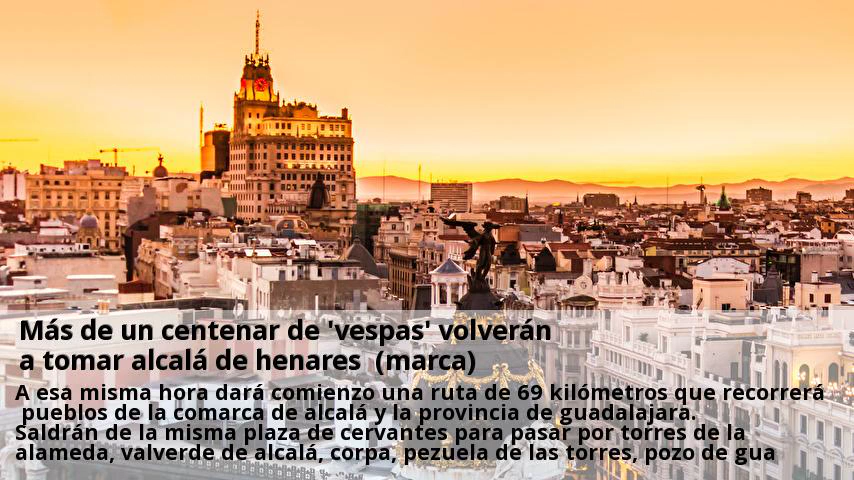 Más de un centenar de 'vespas' volverán
a tomar alcalá de henares (marca)
A esa misma hora dará comienzo una ruta de 69 kilómetros que recorrerá
pueblos de la comarca de alcalá y la provincia de guadalajara.
Saldrán de la misma plaza de cervantes para pasar por torres de la
alameda, valverde de alcalá, corpa, pezuela de las torres, pozo de gua